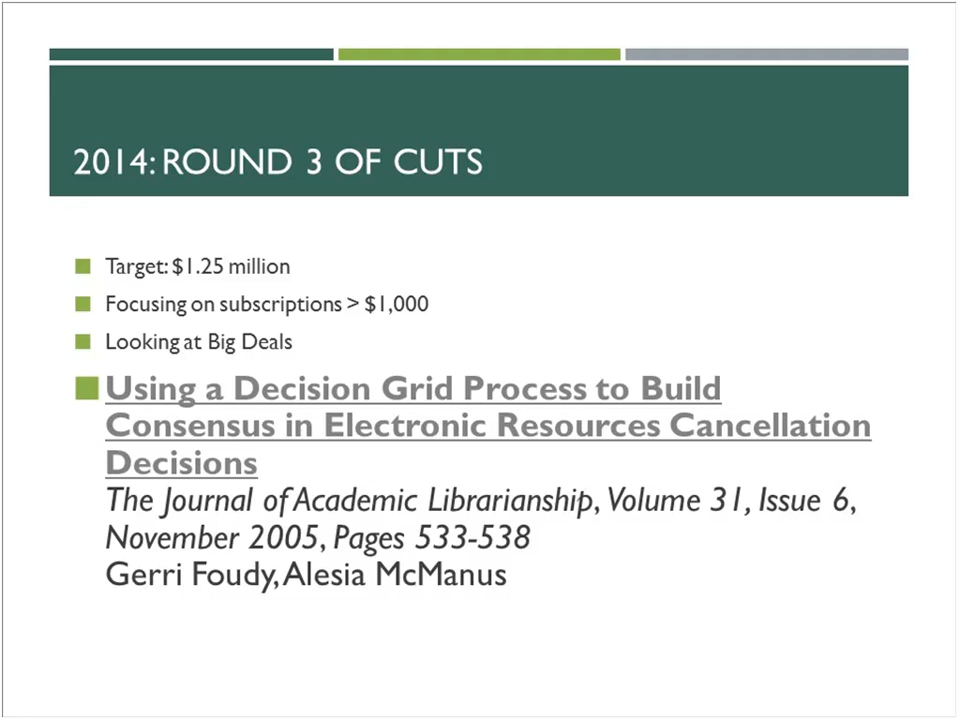 2014: ROUND 3 OF CUTS
Target: $1.25 million
Focusing on subscriptions > $1,000
Looking at Big Deals
Using a Decision Grid Process to Build
Consensus in Electronic Resources Cancellation
Decisions
The Journal of Academic Librarianship, Volume 31, Issue 6,
November 2005, Pages 533-538
Gerri Foudy, Alesia McManus